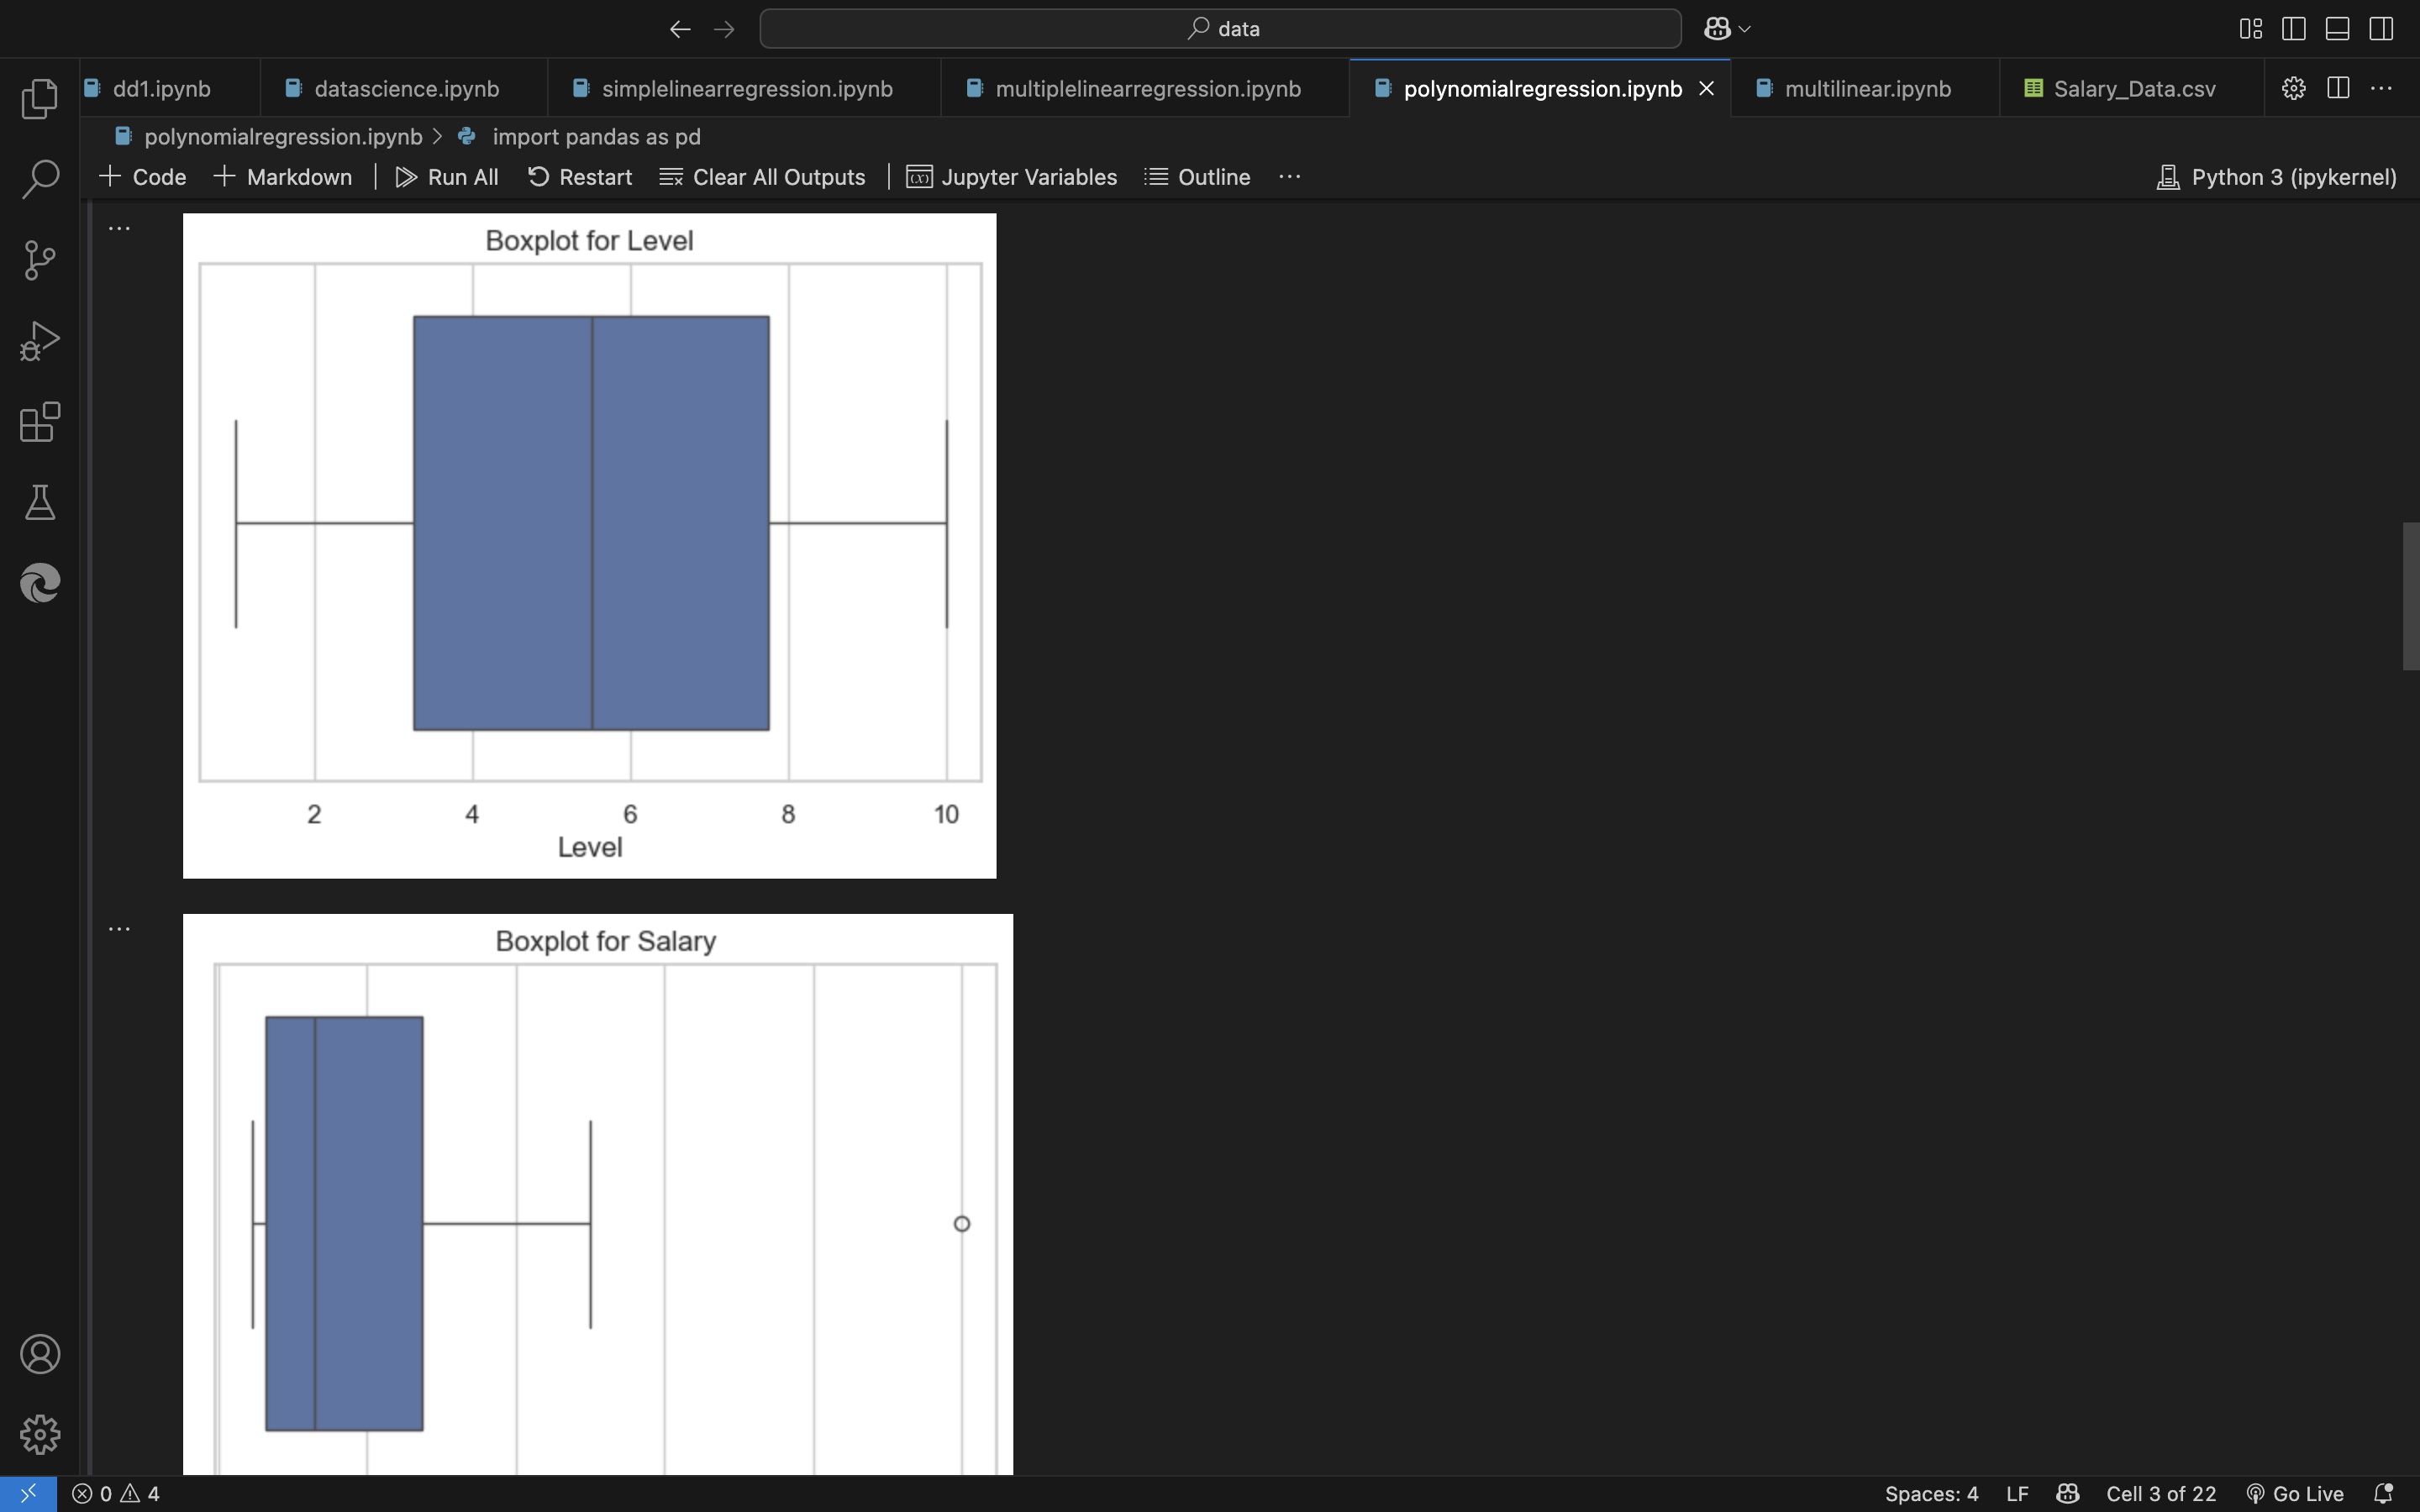 data
dd1.ipynb
datascience.ipynb
simplelinearregression.ipynb
multiplelinearregression.ipynb
polynomialregression.ipynb
multilinear.ipynb
Salary_Data.csv
polynomialregression.ipynb > import pandas as pd
Code Markdown Run All Restart Clear All Outputs Jupyter Variables Outline ... Python 3 (ipykernel)
Boxplot for Level
2 4 6 8 10
Level
Boxplot for Salary
0 4 Spaces: 4 LF Cell 3 of 22 Go Live